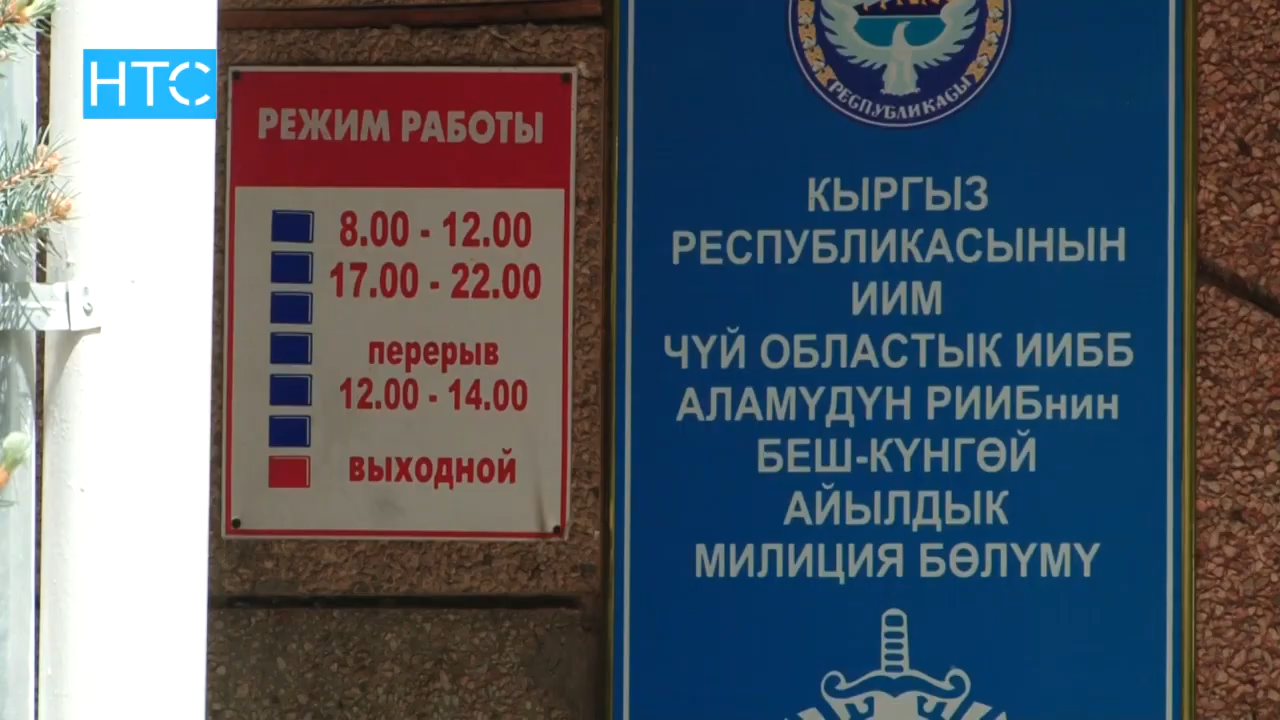 НТС
РЕЖИМ РАБОТЫ
8.00 - 12.00
17.00 - 22.00
перерыв
12.00 - 14.00
выходной
РЕСПУБЛИКАСЫ
КЫРГЫЗ
РЕСПУБЛИКАСЫНЫН
ИИМ
ЧҮЙ ОБЛАСТЫК ИИББ
АЛАМҮДҮН РИИБнин
БЕШ-КҮНГӨЙ
АЙЫЛДЫК
МИЛИЦИЯ БӨЛҮМҮ